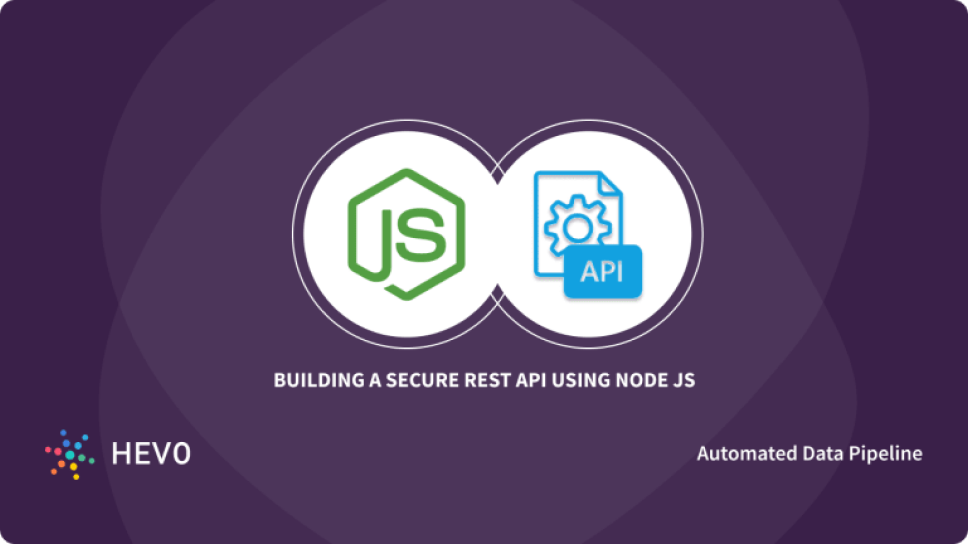 JS
API
BUILDING A SECURE REST API USING NODE JS
HEVO
Automated Data Pipeline